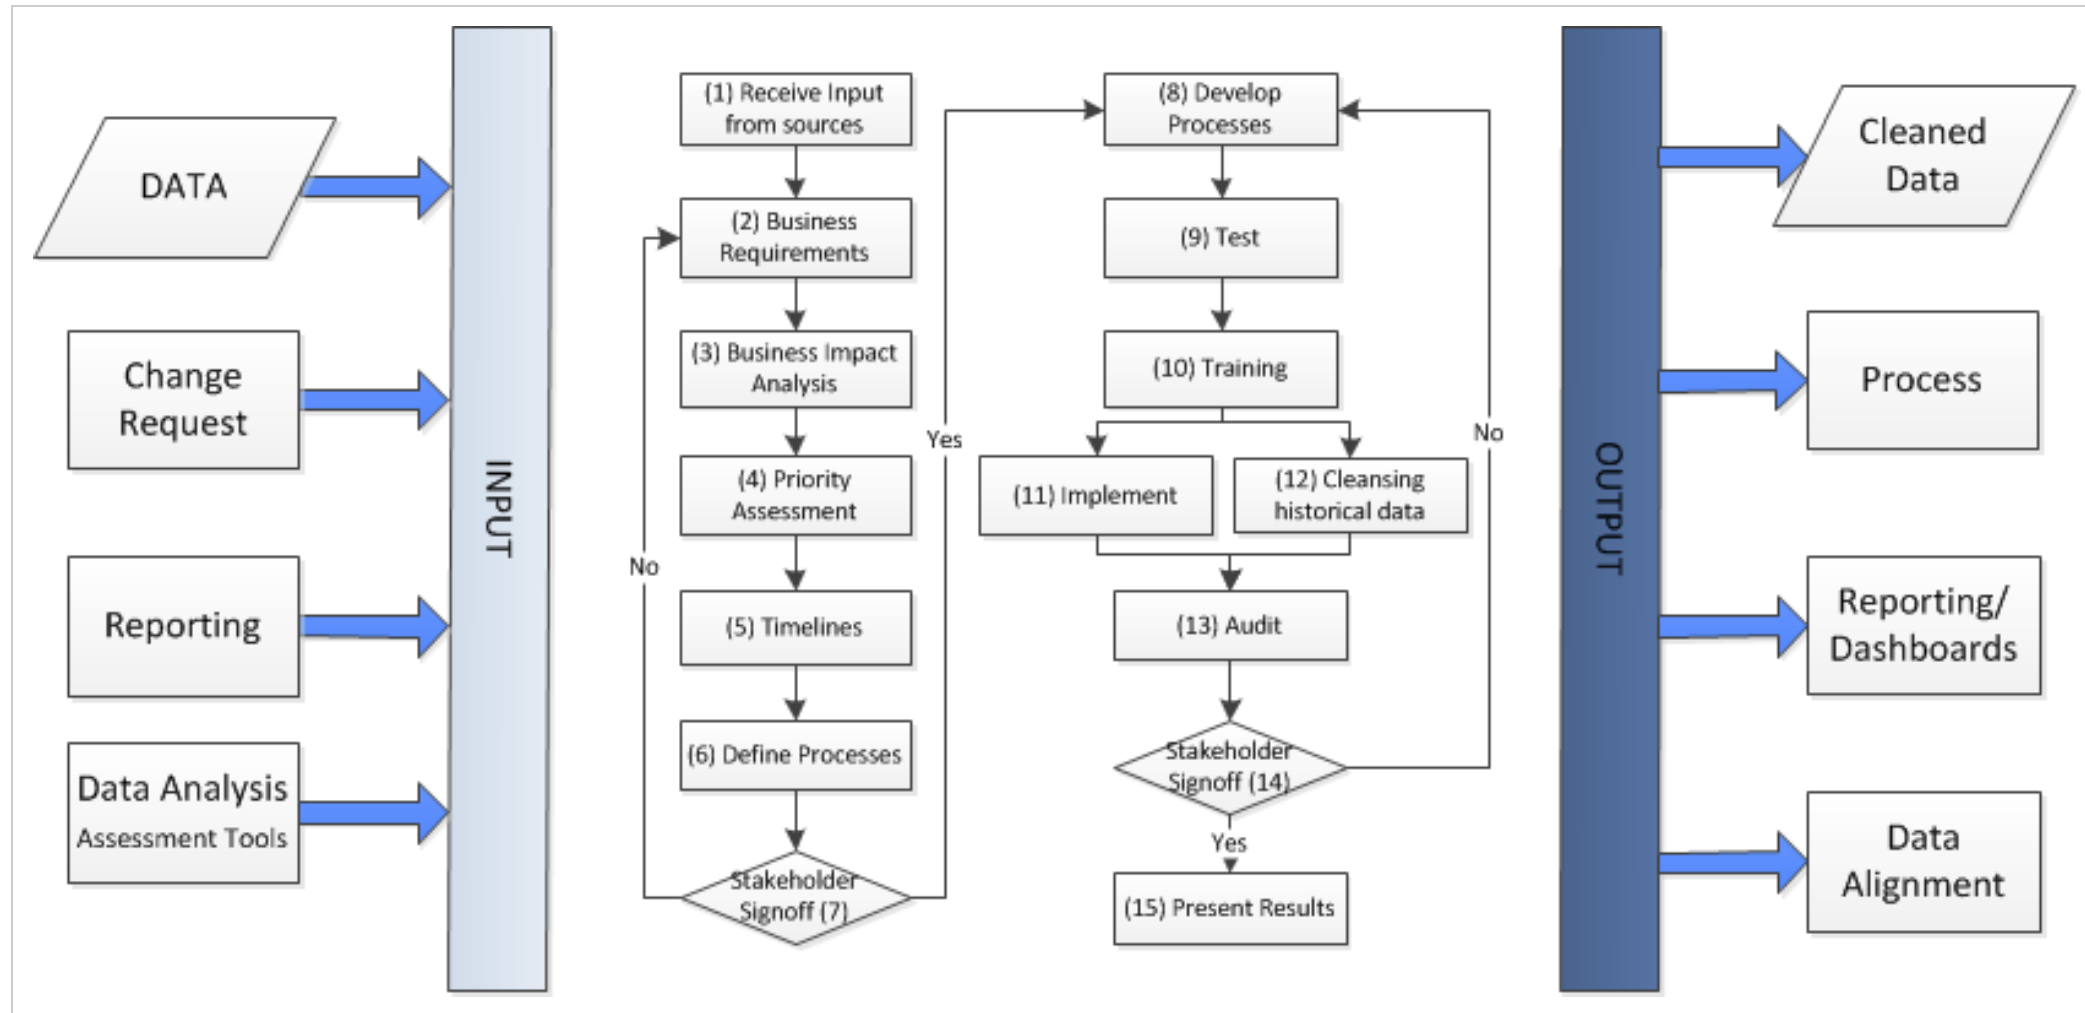 DATA
Change
Request
Reporting
Data Analysis
Assessment Tools
INPUT
(1) Receive Input
from sources
(2) Business
Requirements
(3) Business Impact
Analysis
(4) Priority
Assessment
(5) Timelines
(6) Define Processes
Stakeholder
Signoff (7)
No
Yes
(8) Develop
Processes
(9) Test
(10) Training
(11) Implement
(12) Cleansing
historical data
(13) Audit
Stakeholder
Signoff (14)
No
Yes
(15) Present Results
OUTPUT
Cleaned
Data
Process
Reporting/
Dashboards
Data
Alignment